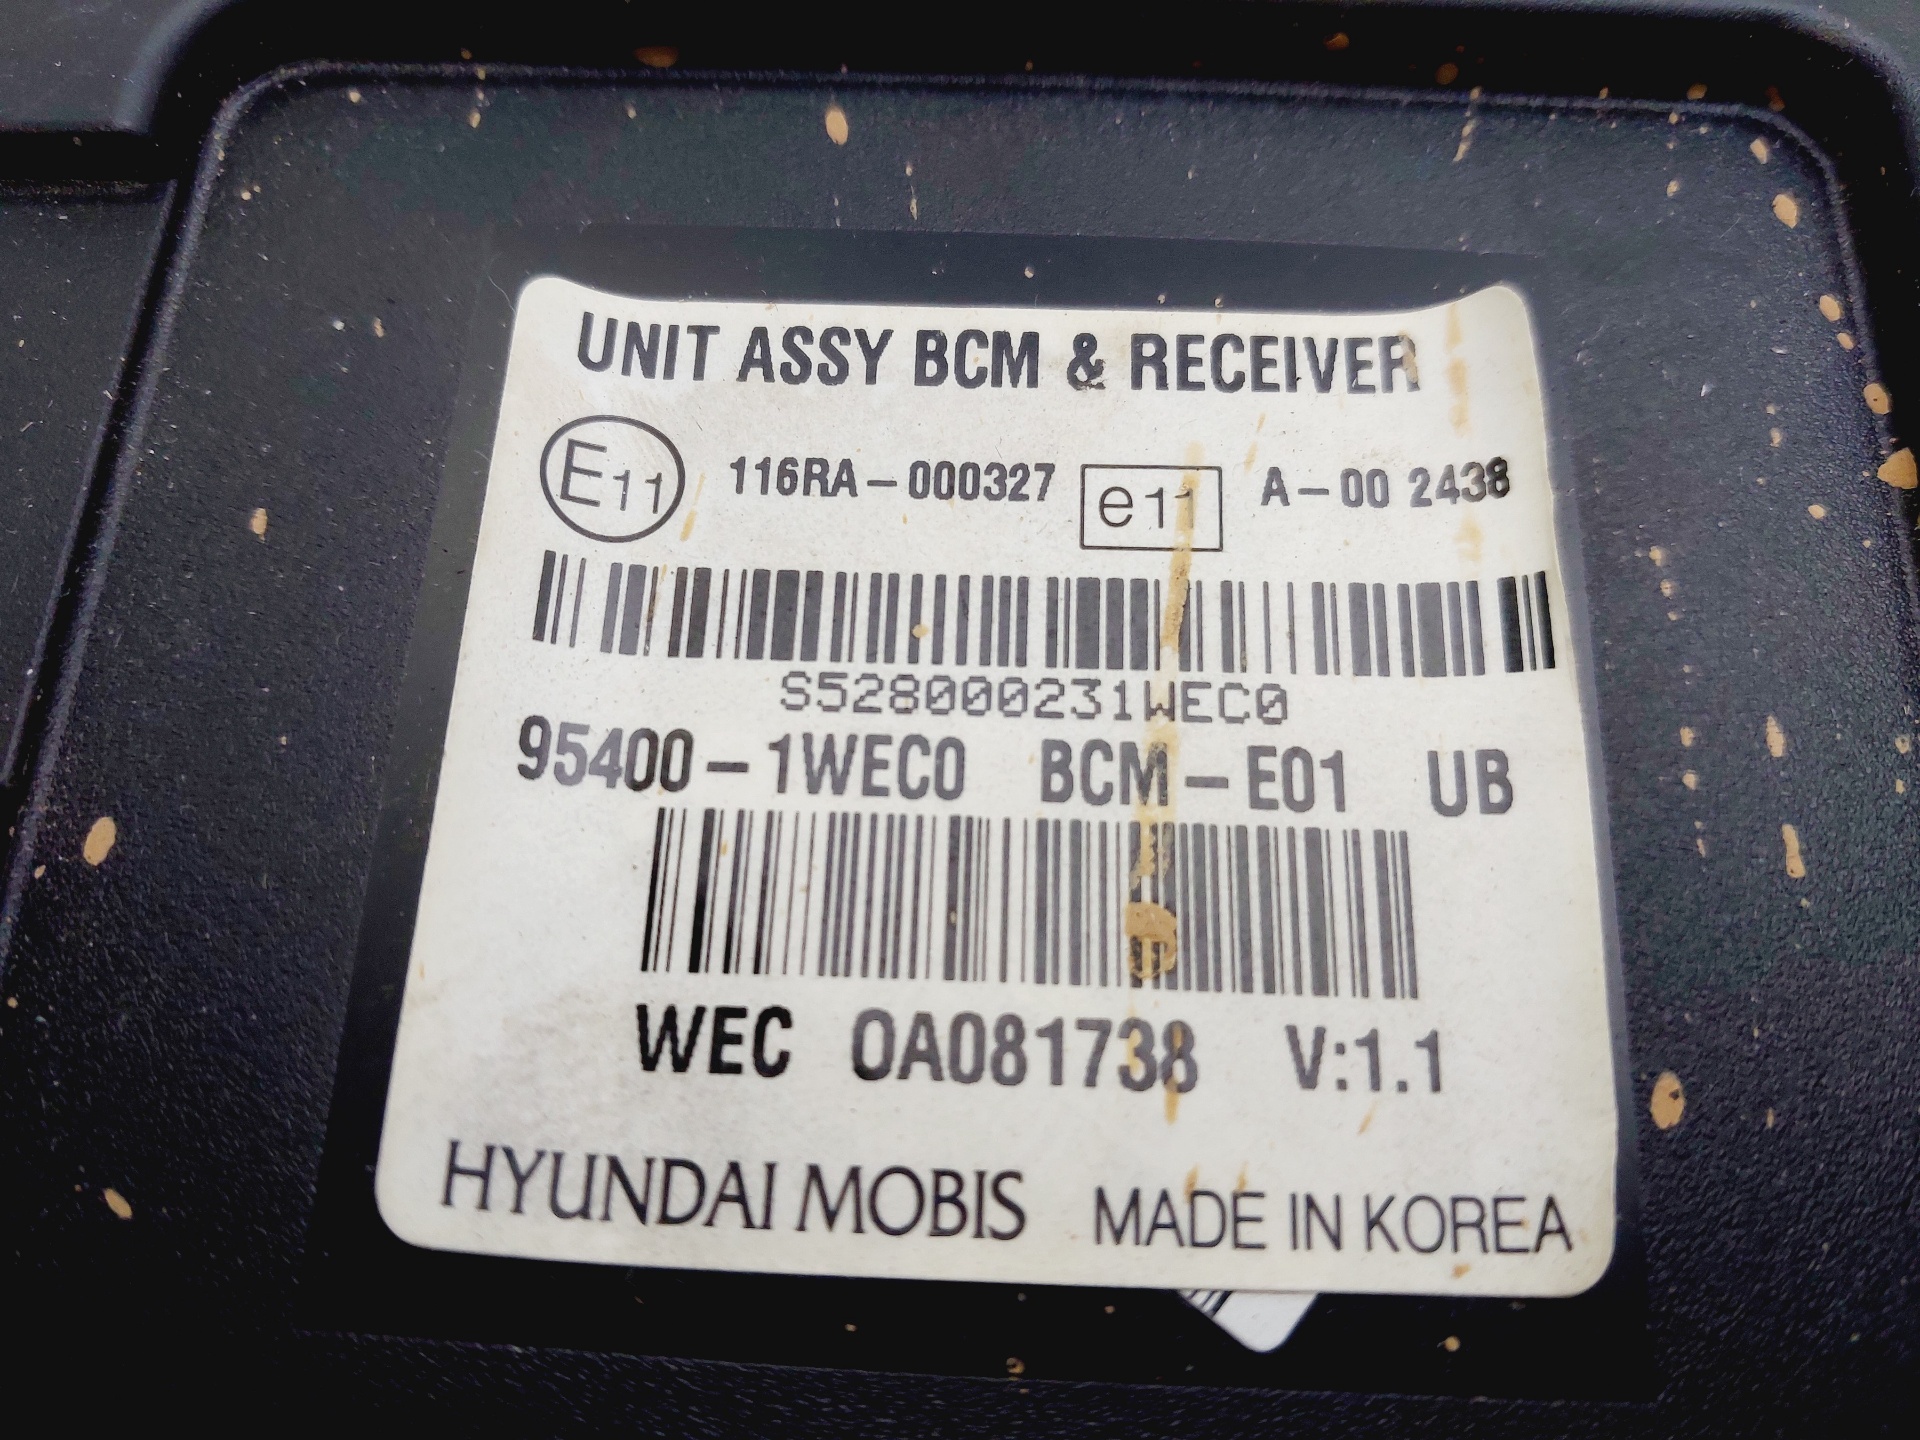 UNIT ASSY BCM & RECEIVER
E11 116RA-000327 e11 A-00 2438
S528000231WEC0
95400-1WEC0 BCM-E01 UB
WEC 0A081738 V:1.1
HYUNDAI MOBIS MADE IN KOREA